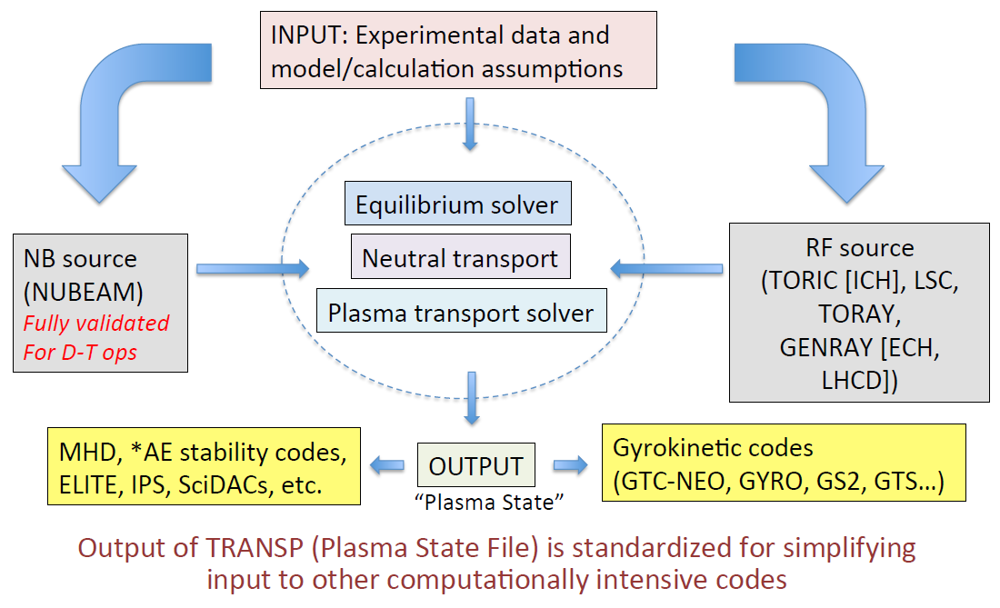 INPUT: Experimental data and
model/calculation assumptions
Equilibrium solver
Neutral transport
Plasma transport solver
NB source
(NUBEAM)
Fully validated
For D-T ops
RF source
(TORIC [ICH], LSC,
TORAY,
GENRAY [ECH,
LHCD])
MHD, *AE stability codes,
ELITE, IPS, SciDACs, etc.
OUTPUT
“Plasma State”
Gyrokinetic codes
(GTC-NEO, GYRO, GS2, GTS…)
Output of TRANSP (Plasma State File) is standardized for simplifying
input to other computationally intensive codes